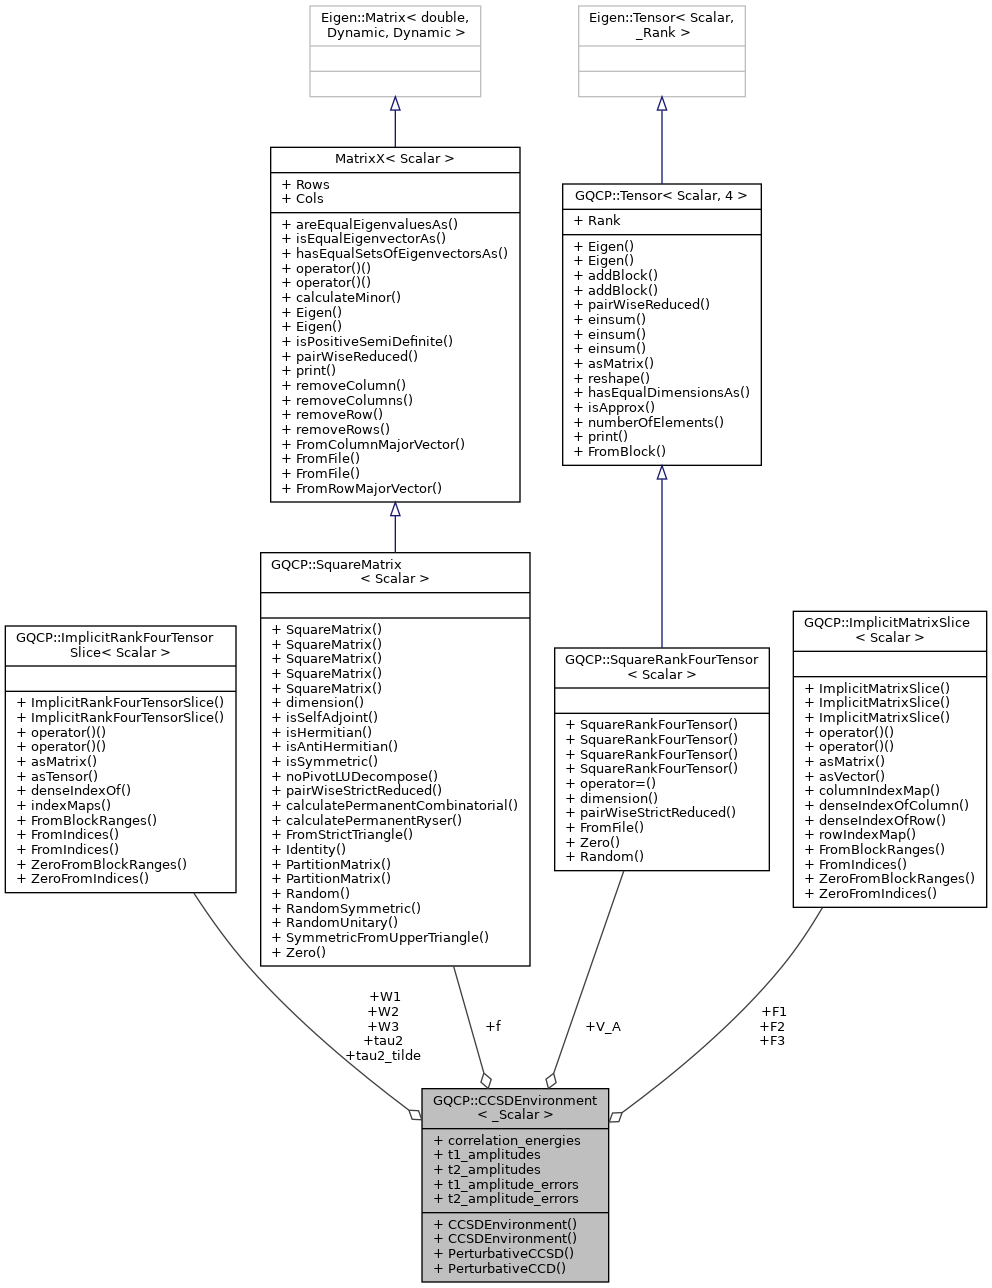 Eigen::Matrix< double,
Dynamic, Dynamic >
Eigen::Tensor< Scalar,
_Rank >
MatrixX< Scalar >
+ Rows
+ Cols
+ areEqualEigenvaluesAs()
+ isEqualEigenvectorAs()
+ hasEqualSetsOfEigenvectorsAs()
+ operator()()
+ operator()()
+ calculateMinor()
+ Eigen()
+ Eigen()
+ isPositiveSemiDefinite()
+ pairWiseReduced()
+ print()
+ removeColumn()
+ removeColumns()
+ removeRow()
+ removeRows()
+ FromColumnMajorVector()
+ FromFile()
+ FromFile()
+ FromRowMajorVector()
GQCP::Tensor< Scalar, 4 >
+ Rank
+ Eigen()
+ Eigen()
+ addBlock()
+ addBlock()
+ pairWiseReduced()
+ einsum()
+ einsum()
+ einsum()
+ asMatrix()
+ reshape()
+ hasEqualDimensionsAs()
+ isApprox()
+ numberOfElements()
+ print()
+ FromBlock()
GQCP::ImplicitRankFourTensor
Slice< Scalar >
+ ImplicitRankFourTensorSlice()
+ ImplicitRankFourTensorSlice()
+ operator()()
+ operator()()
+ asMatrix()
+ asTensor()
+ denseIndexOf()
+ indexMaps()
+ FromBlockRanges()
+ FromIndices()
+ FromIndices()
+ ZeroFromBlockRanges()
+ ZeroFromIndices()
GQCP::SquareMatrix
< Scalar >
+ SquareMatrix()
+ SquareMatrix()
+ SquareMatrix()
+ SquareMatrix()
+ SquareMatrix()
+ dimension()
+ isSelfAdjoint()
+ isHermitian()
+ isAntiHermitian()
+ isSymmetric()
+ noPivotLUDecompose()
+ pairWiseStrictReduced()
+ calculatePermanentCombinatorial()
+ calculatePermanentRyser()
+ FromStrictTriangle()
+ Identity()
+ PartitionMatrix()
+ PartitionMatrix()
+ Random()
+ RandomSymmetric()
+ RandomUnitary()
+ SymmetricFromUpperTriangle()
+ Zero()
GQCP::SquareRankFourTensor
< Scalar >
+ SquareRankFourTensor()
+ SquareRankFourTensor()
+ SquareRankFourTensor()
+ SquareRankFourTensor()
+ operator=()
+ dimension()
+ pairWiseStrictReduced()
+ FromFile()
+ Zero()
+ Random()
GQCP::ImplicitMatrixSlice
< Scalar >
+ ImplicitMatrixSlice()
+ ImplicitMatrixSlice()
+ ImplicitMatrixSlice()
+ operator()()
+ operator()()
+ asMatrix()
+ asVector()
+ columnIndexMap()
+ denseIndexOfColumn()
+ denseIndexOfRow()
+ rowIndexMap()
+ FromBlockRanges()
+ FromIndices()
+ ZeroFromBlockRanges()
+ ZeroFromIndices()
+W1
+W2
+W3
+tau2
+tau2_tilde
+f
+V_A
+F1
+F2
+F3
GQCP::CCSDEnvironment
< _Scalar >
+ correlation_energies
+ t1_amplitudes
+ t2_amplitudes
+ t1_amplitude_errors
+ t2_amplitude_errors
+ CCSDEnvironment()
+ CCSDEnvironment()
+ PerturbativeCCSD()
+ PerturbativeCCD()